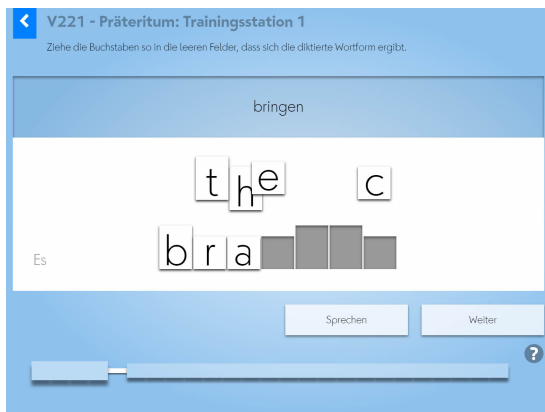 V221 - Präteritum: Trainingsstation 1
Ziehe die Buchstaben so in die leeren Felder, dass sich die diktierte Wortform ergibt.
bringen
t h e c
Es b r a
Sprechen Weiter
?